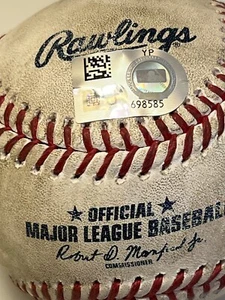 Rawlings
YP
698585
OFFICIAL
MAJOR LEAGUE BASEBALL
Robert D. Manfred Jr.
COMMISSIONER